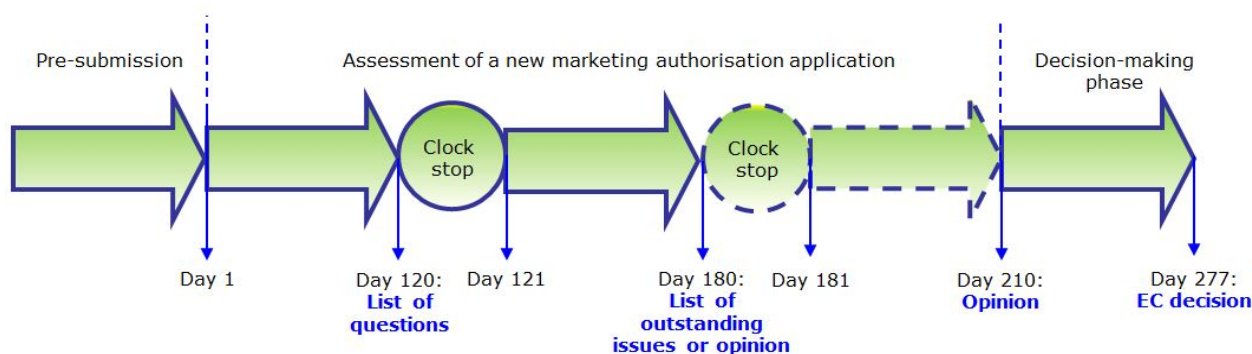 Pre-submission
Assessment of a new marketing authorisation application
Decision-making
phase
Clock
stop
Clock
stop
Day 1
Day 120:
List of
questions
Day 121
Day 180:
List of
outstanding
issues or opinion
Day 181
Day 210:
Opinion
Day 277:
EC decision